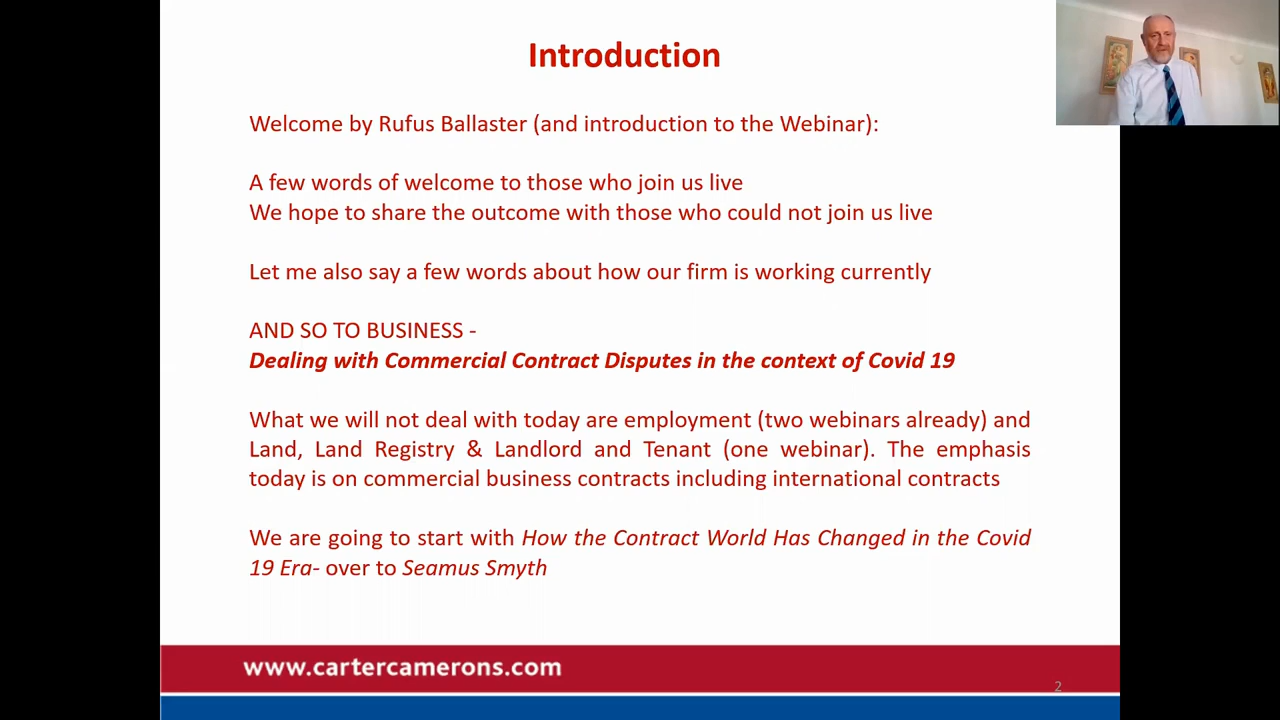 Introduction
Welcome by Rufus Ballaster (and introduction to the Webinar):
A few words of welcome to those who join us live
We hope to share the outcome with those who could not join us live
Let me also say a few words about how our firm is working currently
AND SO TO BUSINESS -
Dealing with Commercial Contract Disputes in the context of Covid 19
What we will not deal with today are employment (two webinars already) and
Land, Land Registry & Landlord and Tenant (one webinar). The emphasis
today is on commercial business contracts including international contracts
We are going to start with How the Contract World Has Changed in the Covid
19 Era- over to Seamus Smyth
www.cartercamerons.com
2